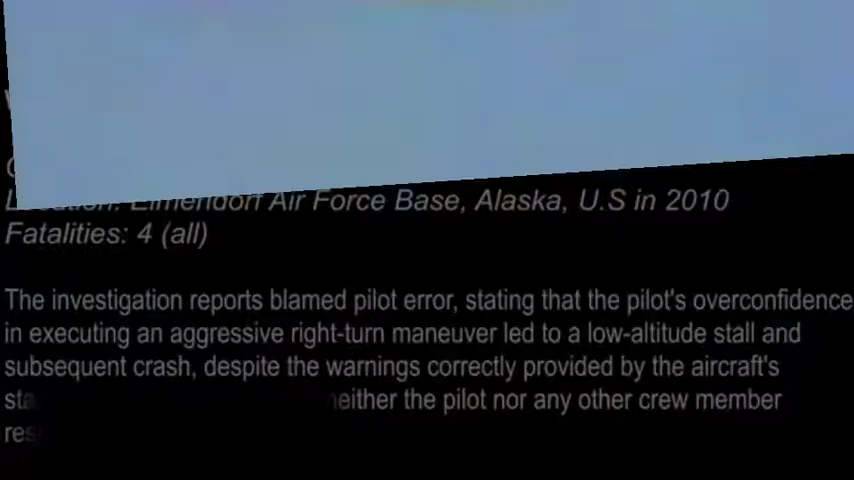 Air Force Base, Alaska, U.S in 2010
Fatalities: 4 (all)
The investigation reports blamed pilot error, stating that the pilot's overconfidence
in executing an aggressive right-turn maneuver led to a low-altitude stall and
subsequent crash, despite the warnings correctly provided by the aircraft's
neither the pilot nor any other crew member